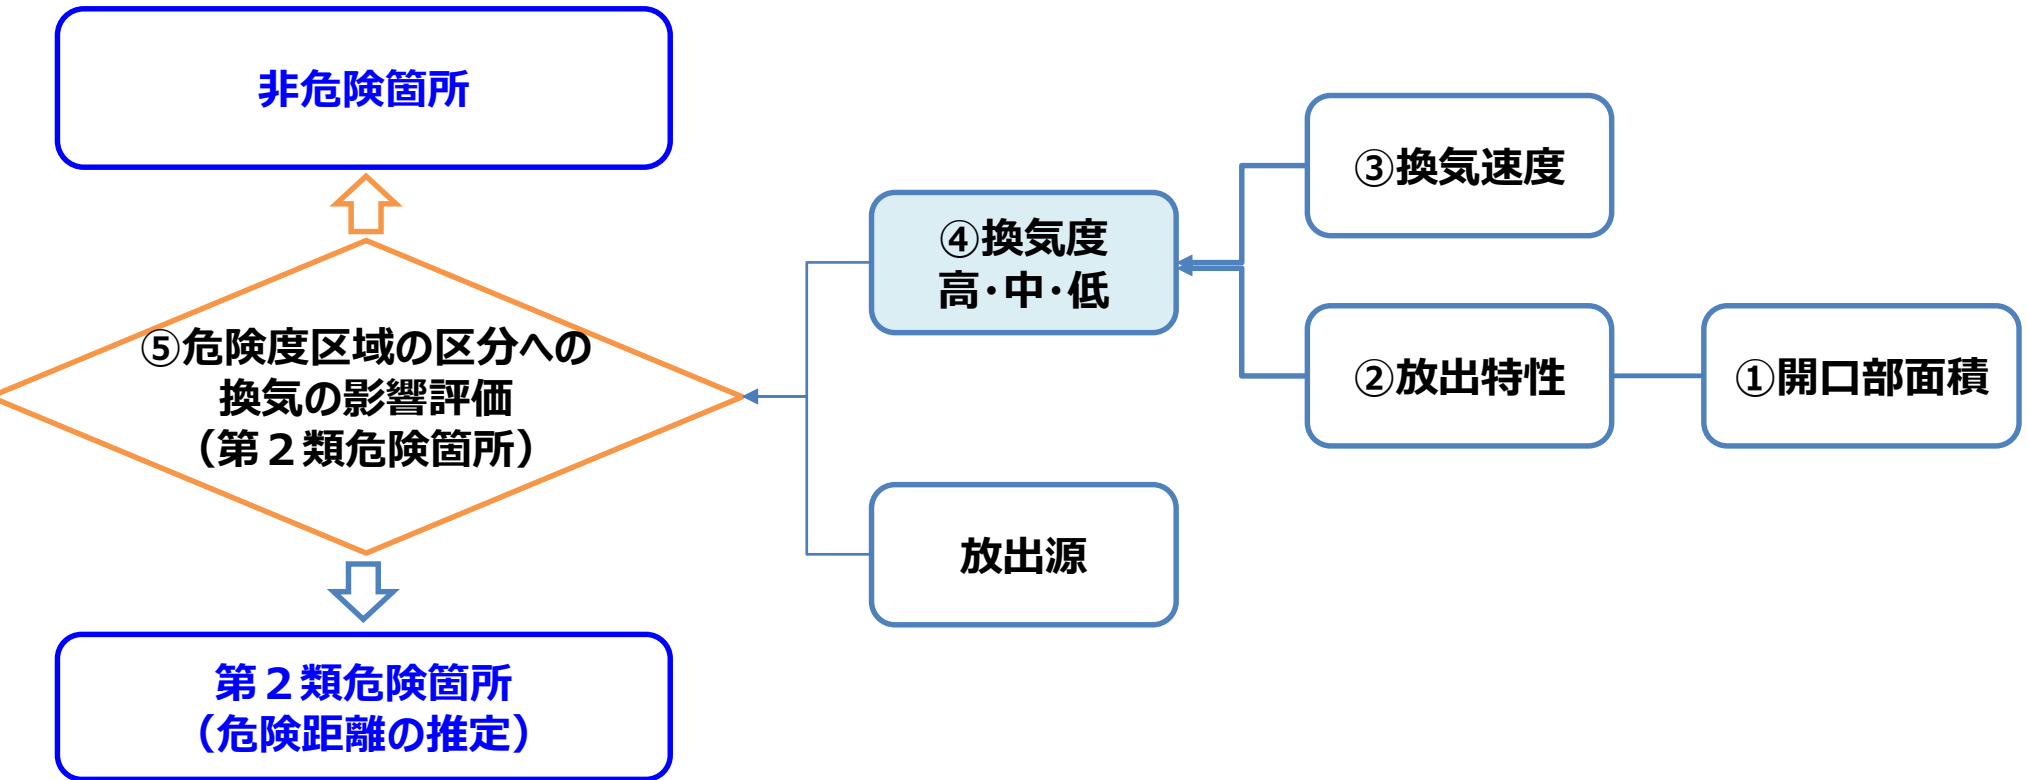 非危険箇所
⑤危険度区域の区分への
換気の影響評価
（第２類危険箇所）
第２類危険箇所
（危険距離の推定）
④換気度
高･中･低
放出源
③換気速度
②放出特性
①開口部面積